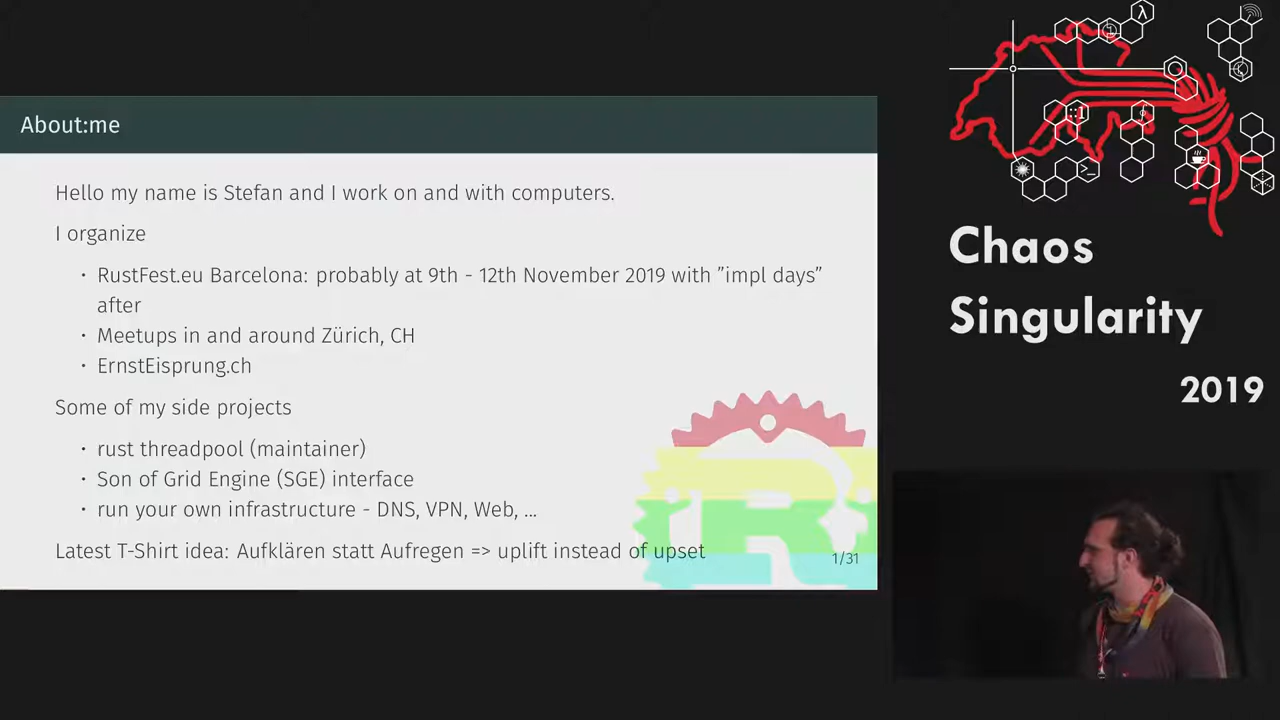 About:me
Hello my name is Stefan and I work on and with computers.
I organize
· RustFest.eu Barcelona: probably at 9th - 12th November 2019 with ”impl days”
after
· Meetups in and around Zürich, CH
· ErnstEisprung.ch
Some of my side projects
· rust threadpool (maintainer)
· Son of Grid Engine (SGE) interface
· run your own infrastructure - DNS, VPN, Web, ...
Latest T-Shirt idea: Aufklären statt Aufregen => uplift instead of upset
1/31
R
λ
::1
>_
Chaos
Singularity
2019